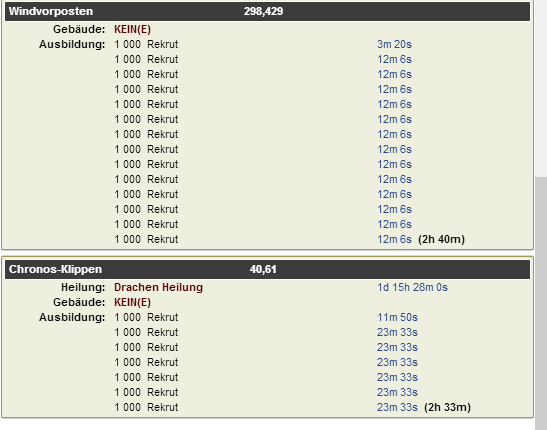 Windvorposten 298,429
Gebäude: KEIN(E)
Ausbildung: 1 000 Rekrut 3m 20s
1 000 Rekrut 12m 6s
1 000 Rekrut 12m 6s
1 000 Rekrut 12m 6s
1 000 Rekrut 12m 6s
1 000 Rekrut 12m 6s
1 000 Rekrut 12m 6s
1 000 Rekrut 12m 6s
1 000 Rekrut 12m 6s
1 000 Rekrut 12m 6s
1 000 Rekrut 12m 6s
1 000 Rekrut 12m 6s
1 000 Rekrut 12m 6s
1 000 Rekrut 12m 6s (2h 40m)
Chronos-Klippen 40,61
Heilung: Drachen Heilung 1d 15h 28m 0s
Gebäude: KEIN(E)
Ausbildung: 1 000 Rekrut 11m 50s
1 000 Rekrut 23m 33s
1 000 Rekrut 23m 33s
1 000 Rekrut 23m 33s
1 000 Rekrut 23m 33s
1 000 Rekrut 23m 33s
1 000 Rekrut 23m 33s (2h 33m)